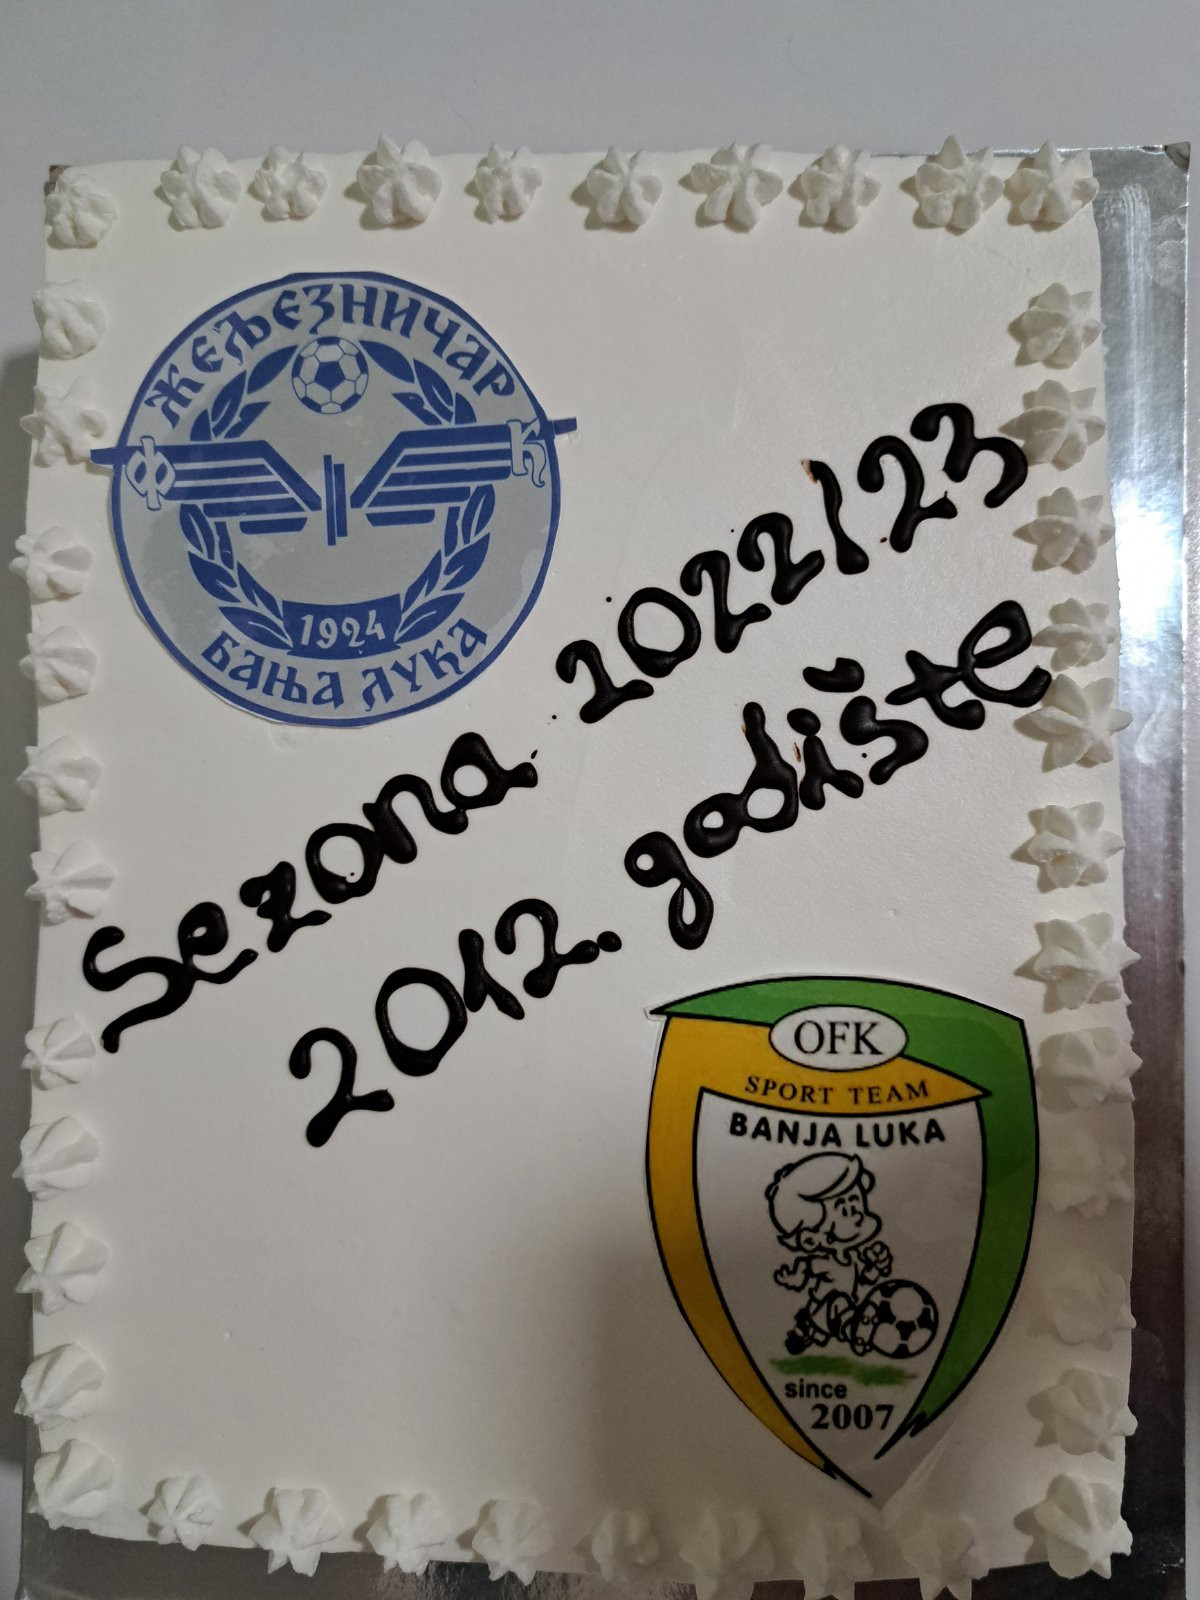 ЖЕЉЕЗНИЧАР
Ф К
1924
БАЊА ЛУКА
Sezona 2022/23
2012. godište
OFK
SPORT TEAM
BANJA LUKA
since
2007